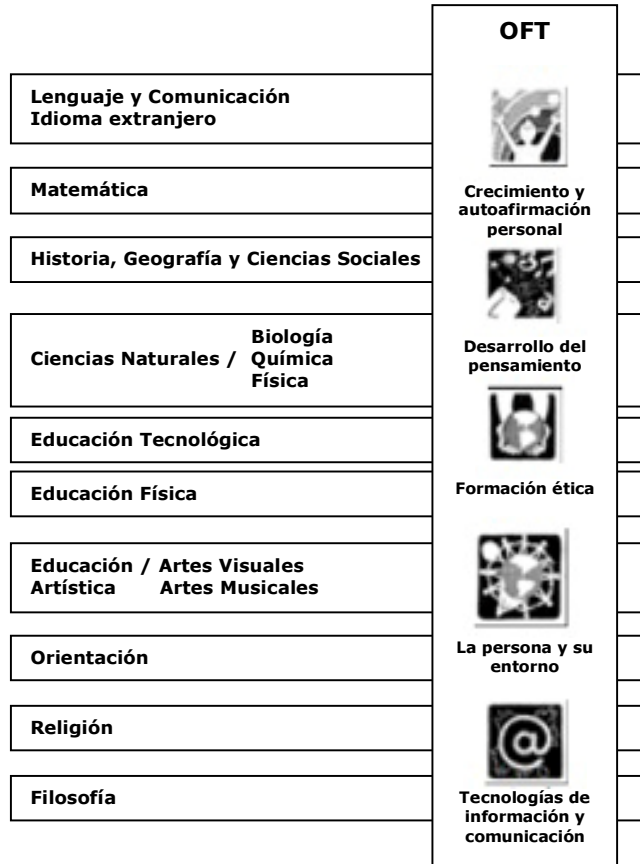 OFT
Lenguaje y Comunicación
Idioma extranjero
Matemática
Historia, Geografía y Ciencias Sociales
Biología
Ciencias Naturales / Química
Física
Educación Tecnológica
Educación Física
Educación / Artes Visuales
Artística Artes Musicales
Orientación
Religión
Filosofía
Crecimiento y
autoafirmación
personal
Desarrollo del
pensamiento
Formación ética
La persona y su
entorno
@
Tecnologías de
información y
comunicación